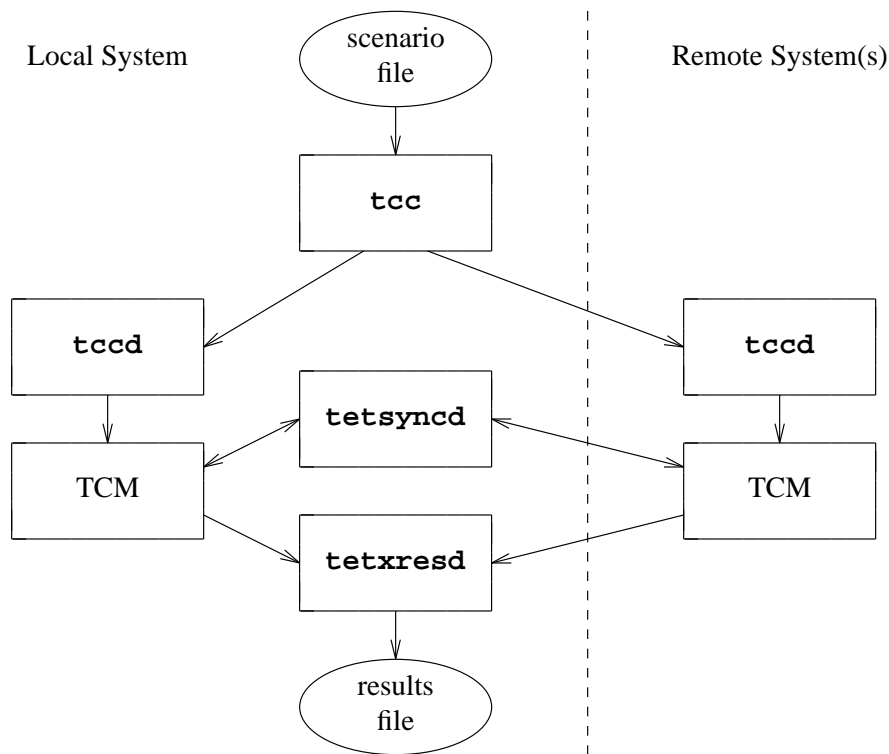 Local System
scenario
file
Remote System(s)
tcc
tccd
tccd
tetsyncd
TCM
TCM
tetxresd
results
file